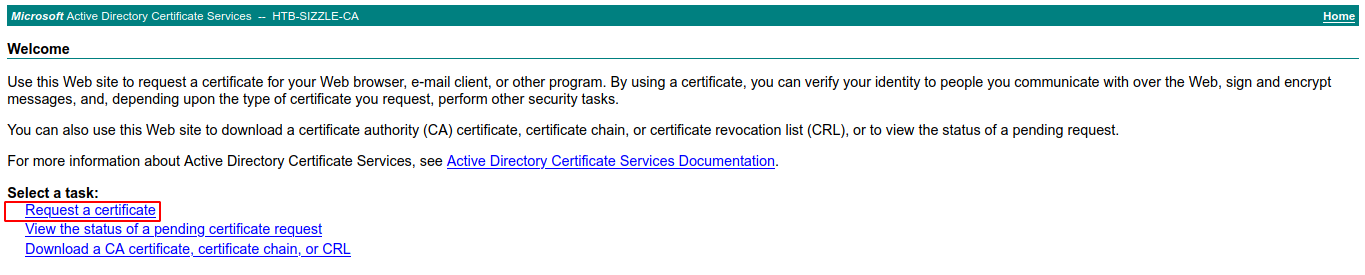 Microsoft Active Directory Certificate Services -- HTB-SIZZLE-CA Home
Welcome
Use this Web site to request a certificate for your Web browser, e-mail client, or other program. By using a certificate, you can verify your identity to people you communicate with over the Web, sign and encrypt
messages, and, depending upon the type of certificate you request, perform other security tasks.
You can also use this Web site to download a certificate authority (CA) certificate, certificate chain, or certificate revocation list (CRL), or to view the status of a pending request.
For more information about Active Directory Certificate Services, see Active Directory Certificate Services Documentation.
Select a task:
Request a certificate
View the status of a pending certificate request
Download a CA certificate, certificate chain, or CRL